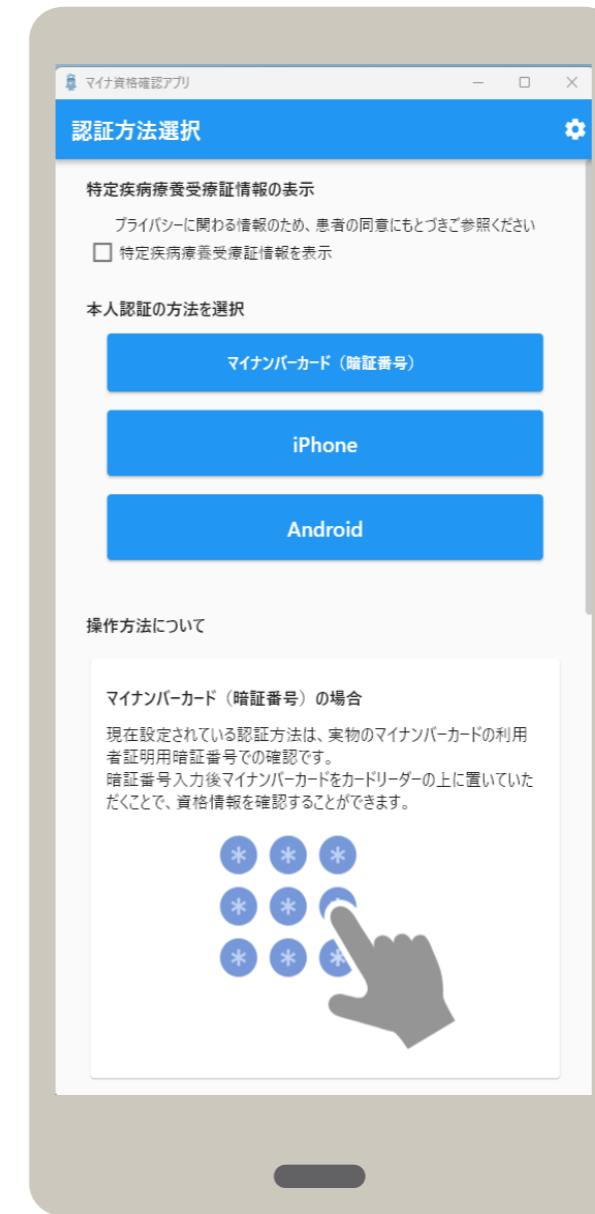 マイナ資格確認アプリ
認証方法選択
特定疾病療養受療証情報の表示
プライバシーに関わる情報のため、患者の同意にもとづきご参照ください
特定疾病療養受療証情報を表示
本人認証の方法を選択
マイナンバーカード（暗証番号）
iPhone
Android
操作方法について
マイナンバーカード（暗証番号）の場合
現在設定されている認証方法は、実物のマイナンバーカードの利用
者証明用暗証番号での確認です。
暗証番号入力後マイナンバーカードをカードリーダーの上に置いていた
だくことで、資格情報を確認することができます。
* * *
* *
* * *